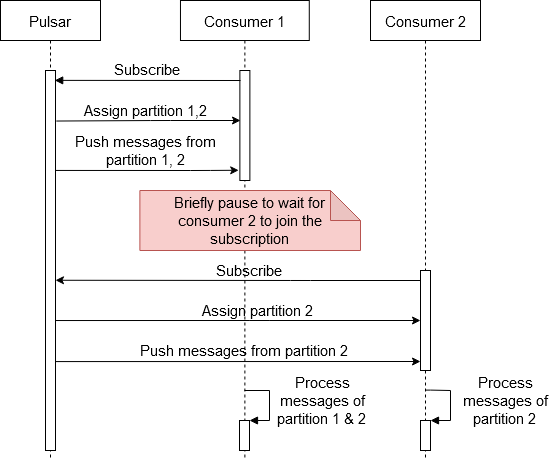 Pulsar
Consumer 1
Consumer 2
Subscribe
Assign partition 1,2
Push messages from
partition 1, 2
Briefly pause to wait for
consumer 2 to join the
subscription
Subscribe
Assign partition 2
Push messages from partition 2
Process
messages of
partition 1 & 2
Process
messages of
partition 2